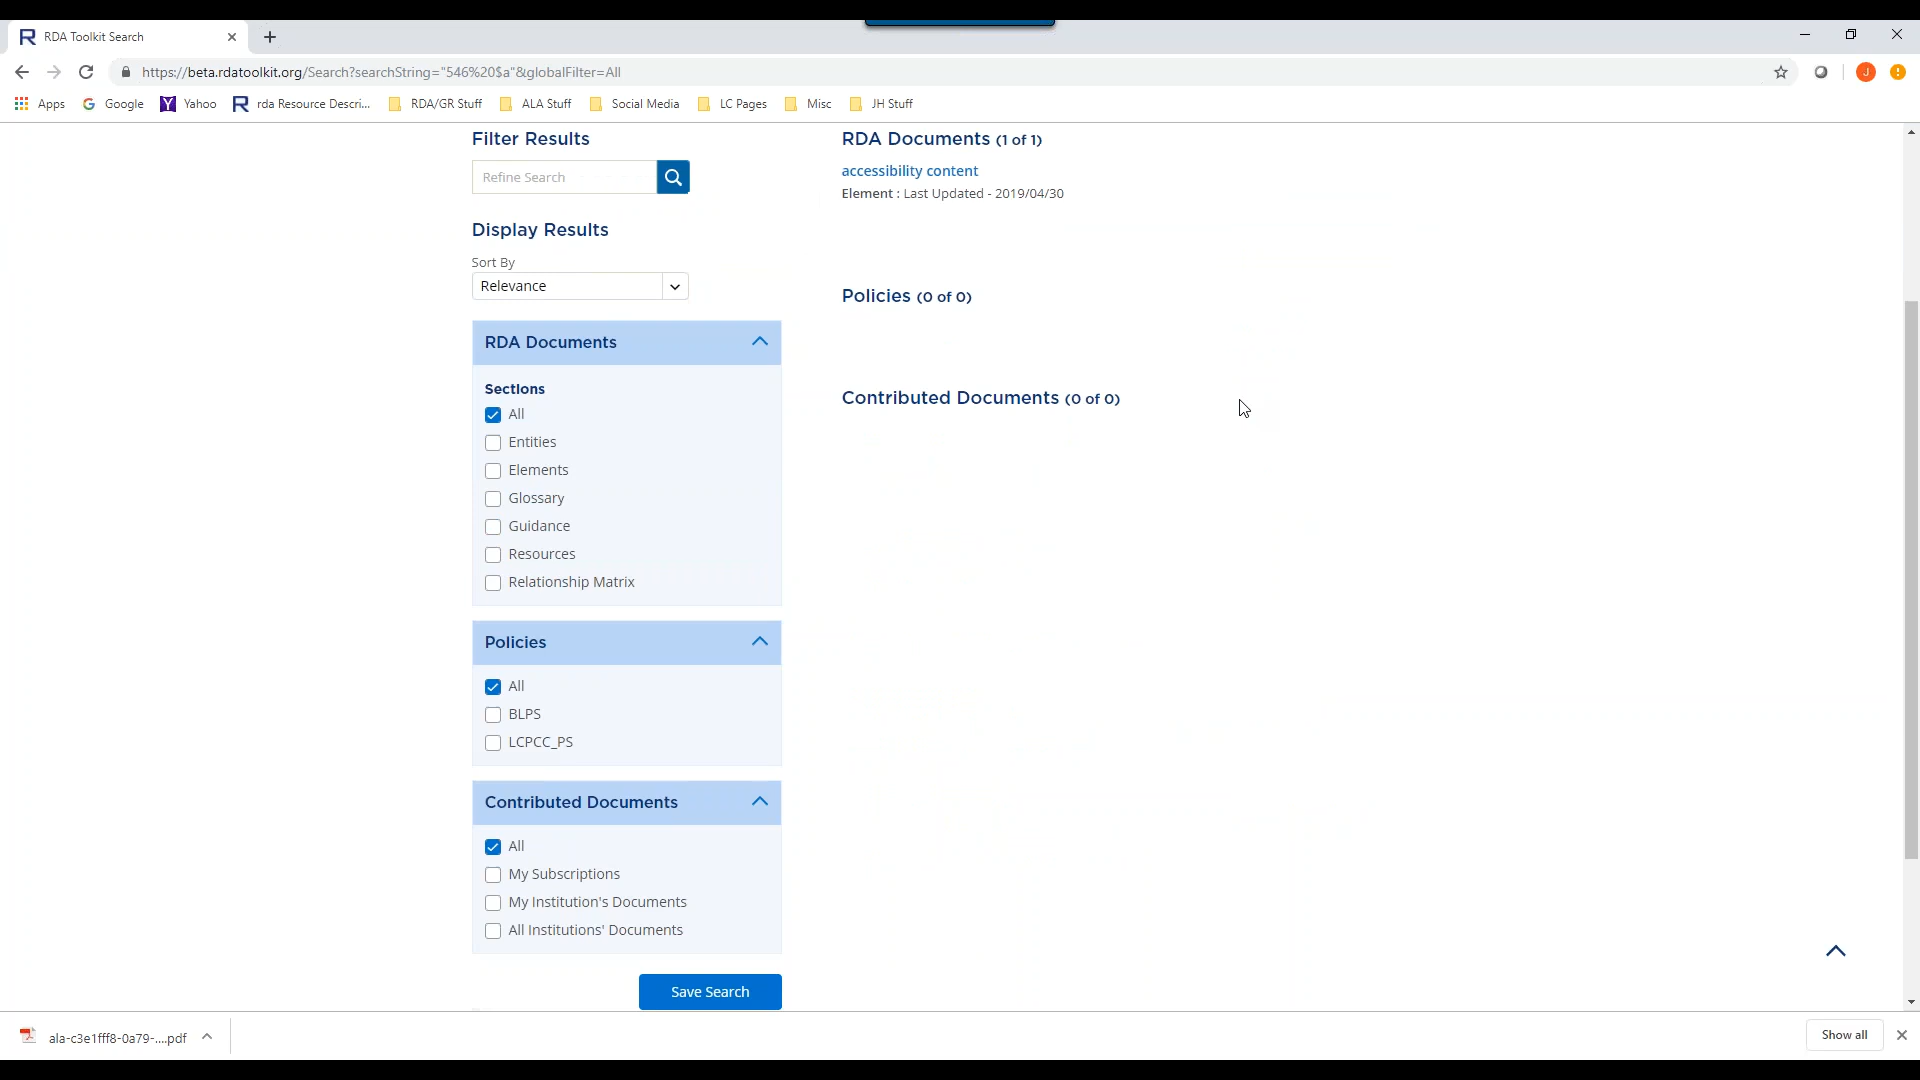 RDA Toolkit Search
https://beta.rdatoolkit.org/Search?searchString="546%20$a"&globalFilter=All
J
Apps
Google
Yahoo
rda Resource Descri...
RDA/GR Stuff
ALA Stuff
Social Media
LC Pages
Misc
JH Stuff
Filter Results
Refine Search
Display Results
Sort By
Relevance
RDA Documents
Sections
All
Entities
Elements
Glossary
Guidance
Resources
Relationship Matrix
Policies
All
BLPS
LCPCC_PS
Contributed Documents
All
My Subscriptions
My Institution's Documents
All Institutions' Documents
Save Search
RDA Documents (1 of 1)
accessibility content
Element : Last Updated - 2019/04/30
Policies (0 of 0)
Contributed Documents (0 of 0)
ala-c3e1fff8-0a79-....pdf
Show all